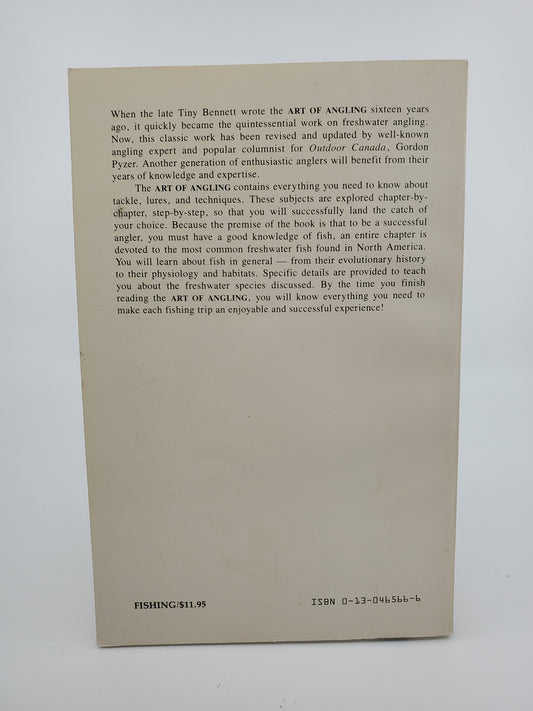 When the late Tiny Bennett wrote the ART OF ANGLING sixteen years
ago, it quickly became the quintessential work on freshwater angling.
Now, this classic work has been revised and updated by well-known
angling expert and popular columnist for Outdoor Canada, Gordon
Pyzer. Another generation of enthusiastic anglers will benefit from their
years of knowledge and expertise.
The ART OF ANGLING contains everything you need to know about
tackle, lures, and techniques. These subjects are explored chapter-by-
chapter, step-by-step, so that you will successfully land the catch of
your choice. Because the premise of the book is that to be a successful
angler, you must have a good knowledge of fish, an entire chapter is
devoted to the most common freshwater fish found in North America.
You will learn about fish in general — from their evolutionary history
to their physiology and habitats. Specific details are provided to teach
you about the freshwater species discussed. By the time you finish
reading the ART OF ANGLING, you will know everything you need to
make each fishing trip an enjoyable and successful experience!
FISHING/$11.95
ISBN 0-13-046566-6